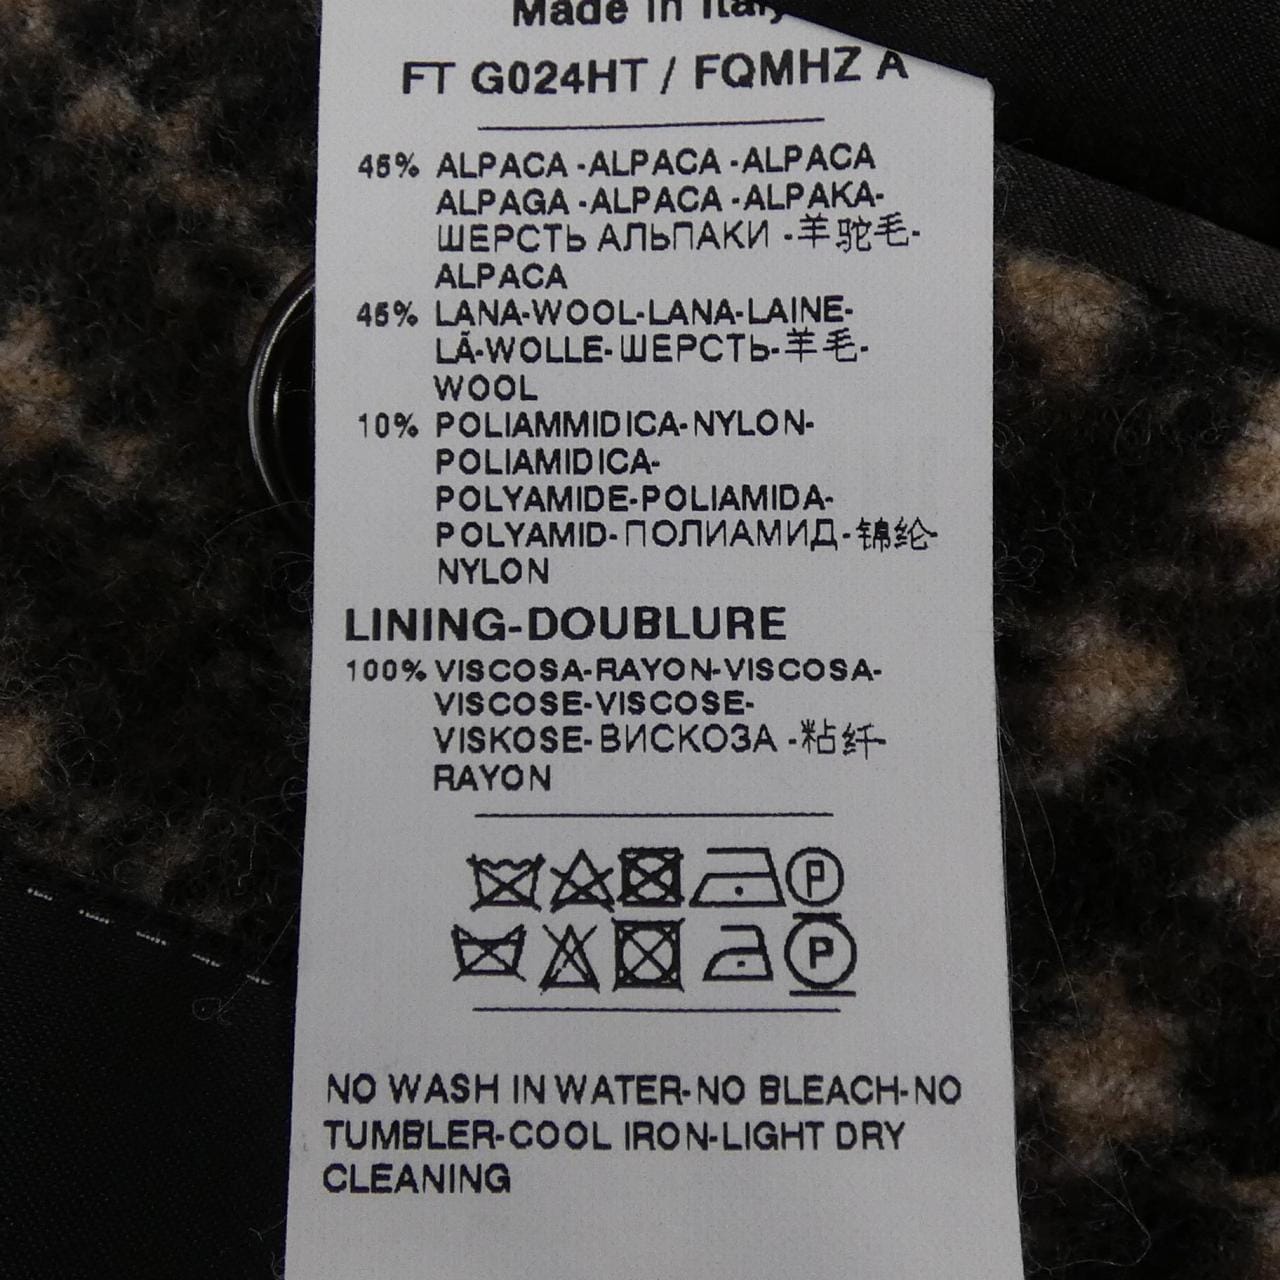 Made in Italy
FT G024HT / FQMHZ A
45% ALPACA -ALPACA -ALPACA
ALPAGA -ALPACA -ALPAKA-
ШЕРСТЬ АЛЬПАКИ -羊驼毛-
ALPACA
45% LANA-WOOL-LANA-LAINE-
LÃ-WOLLE-ШЕРСТЬ-羊毛-
WOOL
10% POLIAMMIDICA-NYLON-
POLIAMIDICA-
POLYAMIDE-POLIAMIDA-
POLYAMID-ПОЛИАМИД-锦纶-
NYLON
LINING-DOUBLURE
100% VISCOSA-RAYON-VISCOSA-
VISCOSE-VISCOSE-
VISKOSE-ВИСКОЗА -粘纤-
RAYON
P
P
NO WASH IN WATER-NO BLEACH-NO
TUMBLER-COOL IRON-LIGHT DRY
CLEANING